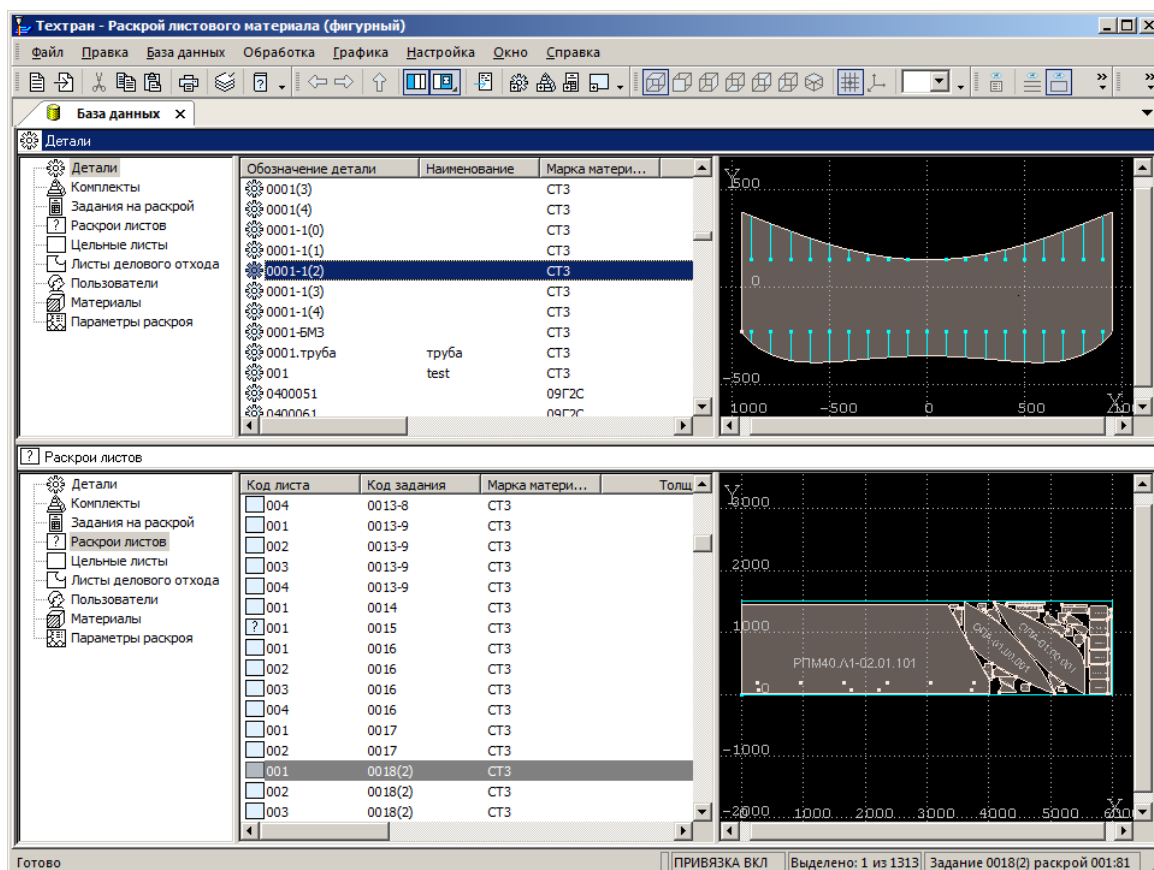 Техтран - Раскрой листового материала (фигурный)
Файл Правка База данных Обработка Графика Настройка Окно Справка
База данных
Детали
Детали
Комплекты
Задания на раскрой
Раскрои листов
Цельные листы
Листы делового отхода
Пользователи
Материалы
Параметры раскроя
Обозначение детали Наименование Марка матери...
0001(3) СТ3
0001(4) СТ3
0001-1(0) СТ3
0001-1(1) СТ3
0001-1(2) СТ3
0001-1(3) СТ3
0001-1(4) СТ3
0001-БМЗ СТ3
0001.труба труба СТ3
001 test СТ3
0400051 09Г2С
0400061 09Г2С
Y
500
0
-500
1000 -500 0 500 X
Раскрои листов
Детали
Комплекты
Задания на раскрой
Раскрои листов
Цельные листы
Листы делового отхода
Пользователи
Материалы
Параметры раскроя
Код листа Код задания Марка матери... Толщ
004 0013-8 СТ3
001 0013-9 СТ3
002 0013-9 СТ3
003 0013-9 СТ3
004 0013-9 СТ3
001 0014 СТ3
001 0015 СТ3
001 0016 СТ3
002 0016 СТ3
003 0016 СТ3
004 0016 СТ3
001 0017 СТ3
002 0017 СТ3
001 0018(2) СТ3
002 0018(2) СТ3
003 0018(2) СТ3
Y
3000
2000
1000
РПМ40.Л1-02.01.101
0
-1000
-2000 1000 2000 3000 4000 5000 6000 X
Готово ПРИВЯЗКА ВКЛ Выделено: 1 из 1313 Задание 0018(2) раскрой 001:81